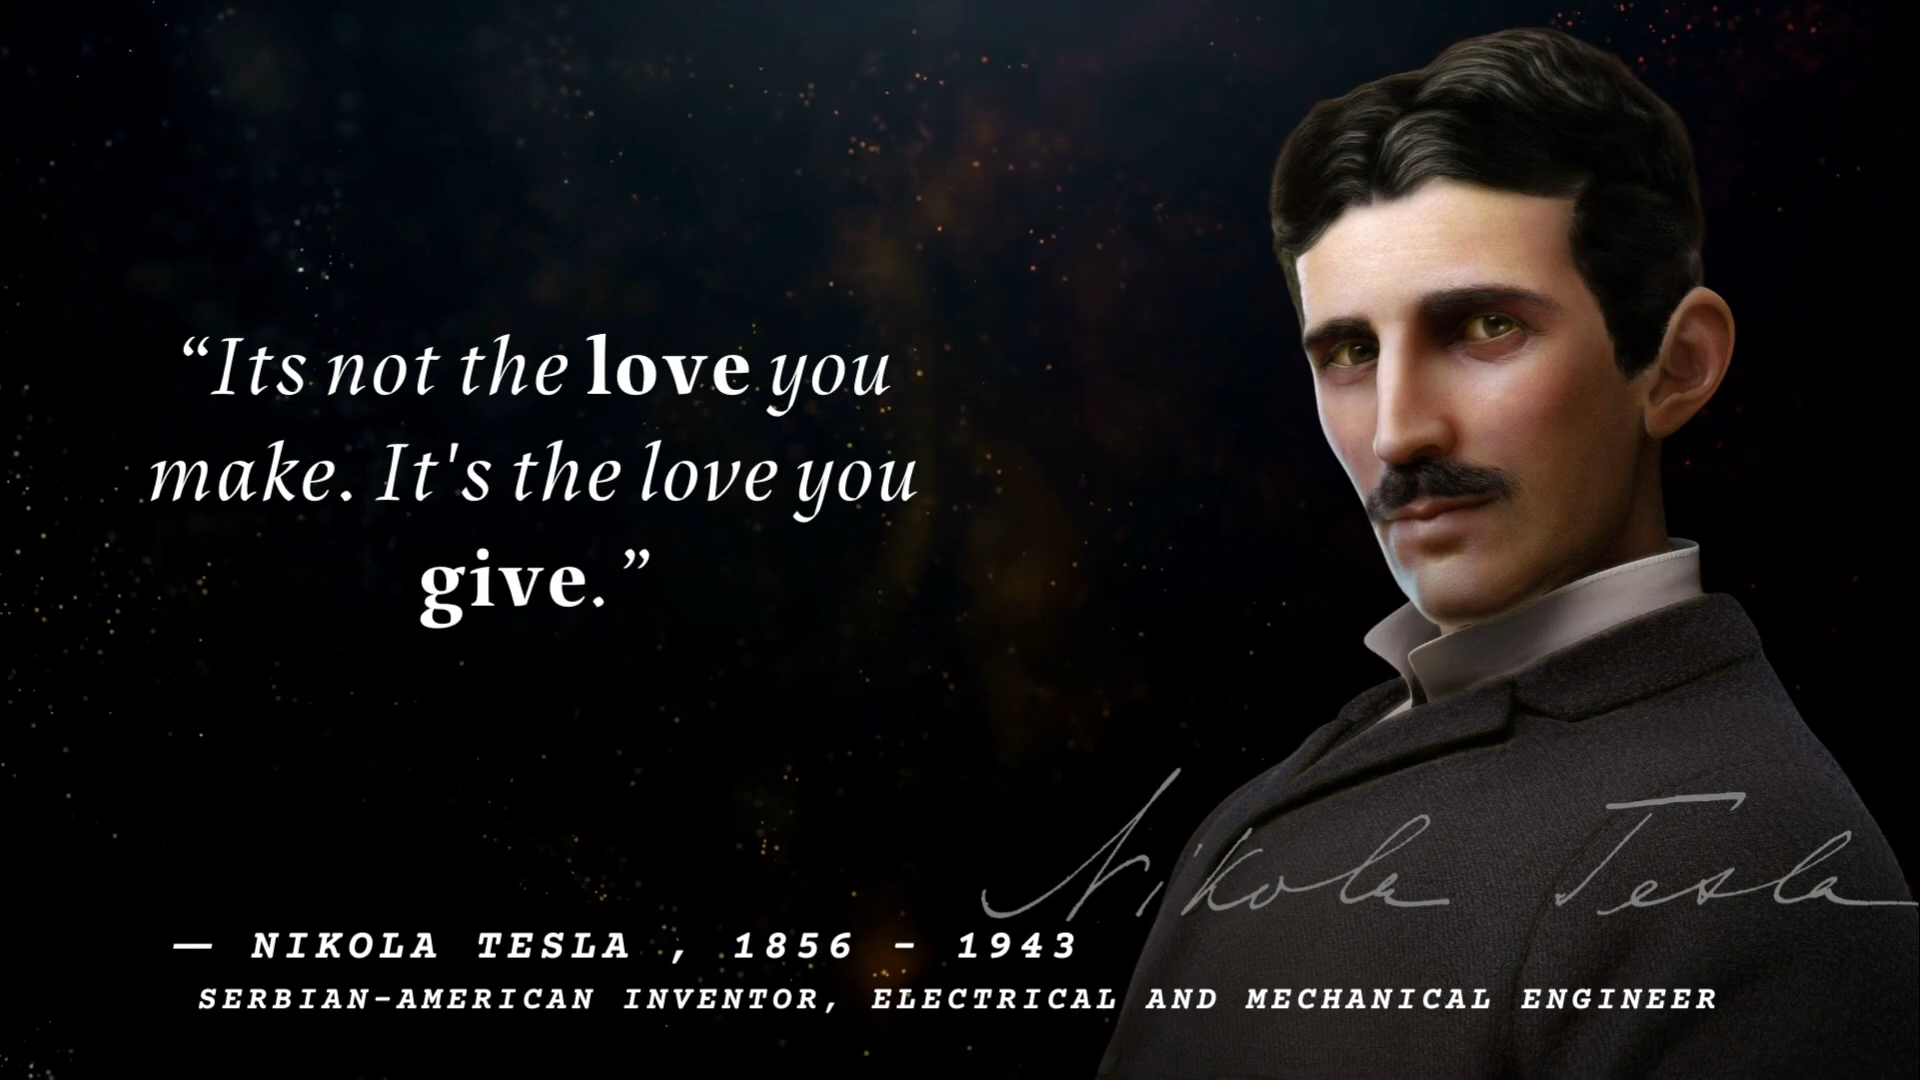 “Its not the love you
make. It's the love you
give.”
Nikola Tesla
— NIKOLA TESLA , 1856 - 1943
SERBIAN-AMERICAN INVENTOR, ELECTRICAL AND MECHANICAL ENGINEER